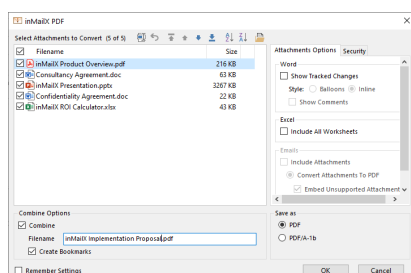 inMailX PDF
Select Attachments to Convert (5 of 5)
Filename Size
inMailX Product Overview.pdf 216 KB
Consultancy Agreement.doc 63 KB
inMailX Presentation.pptx 3267 KB
Confidentiality Agreement.doc 22 KB
inMailX ROI Calculator.xlsx 43 KB
Attachments Options Security
Word
Show Tracked Changes
Style: Balloons Inline
Show Comments
Excel
Include All Worksheets
Emails
Include Attachments
Convert Attachments To PDF
Embed Unsupported Attachment
Combine Options
Combine
Filename inMailX Implementation Proposal.pdf
Create Bookmarks
Save as
PDF
PDF/A-1b
Remember Settings
OK Cancel